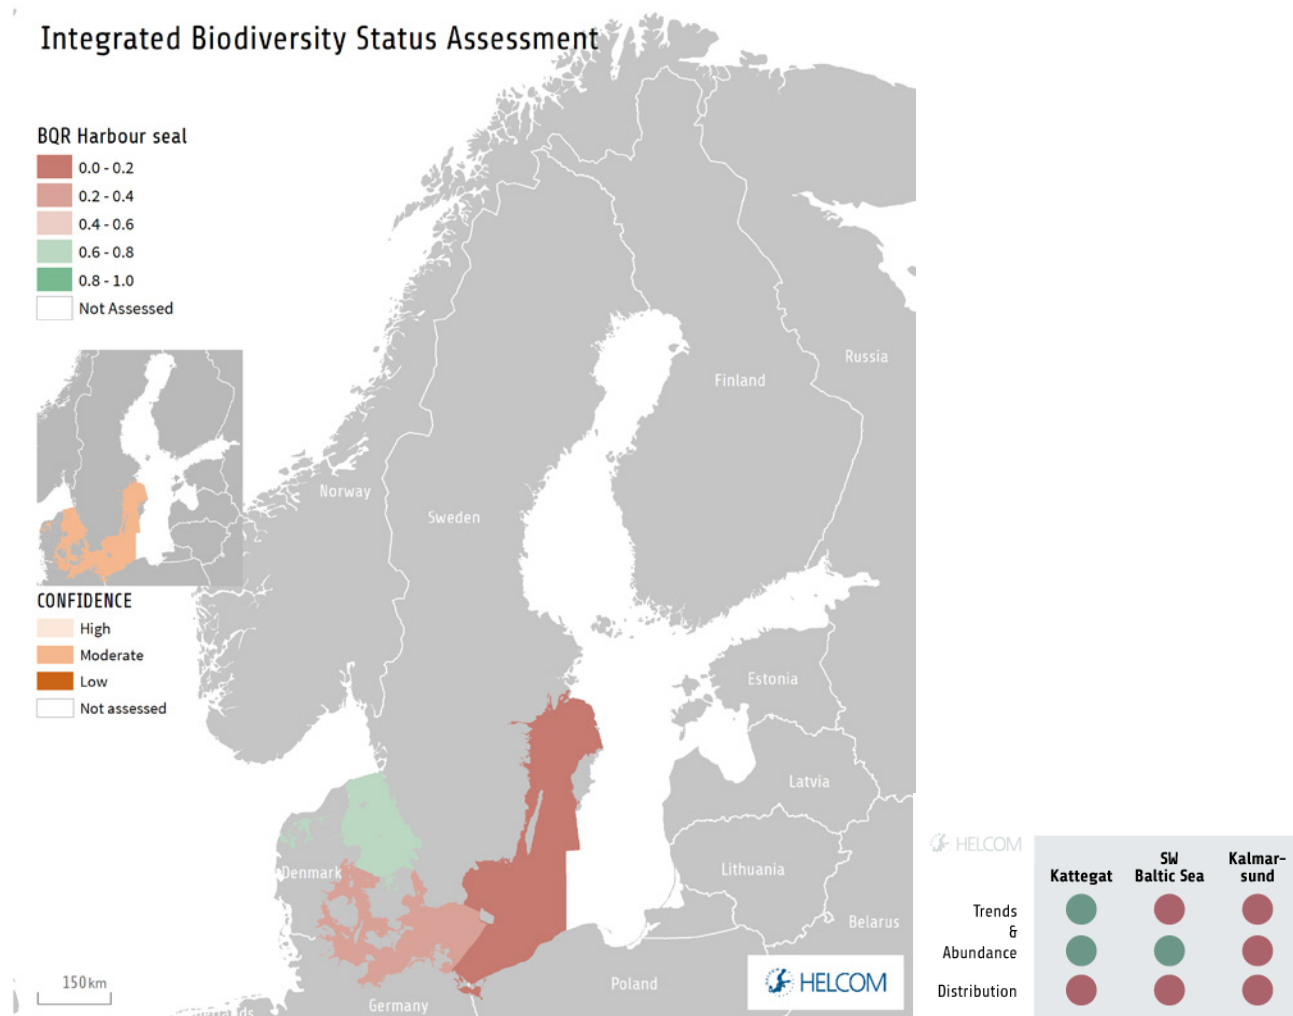 Integrated Biodiversity Status Assessment
BQR Harbour seal
0.0 - 0.2
0.2 - 0.4
0.4 - 0.6
0.6 - 0.8
0.8 - 1.0
Not Assessed
CONFIDENCE
High
Moderate
Low
Not assessed
150 km
Norway
Sweden
Finland
Russia
Estonia
Latvia
Lithuania
Belarus
Denmark
Germany
Poland
HELCOM
HELCOM
Kattegat
SW
Baltic Sea
Kalmar-
sund
Trends
&
Abundance
Distribution